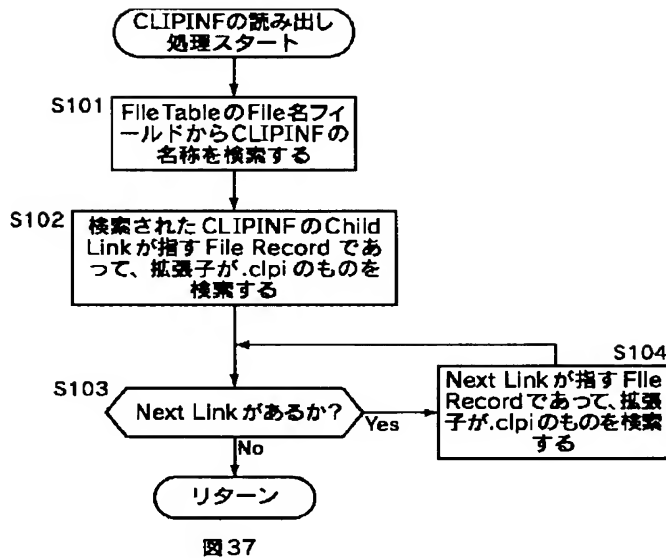 CLIPINFの読み出し
処理スタート
S101
FileTableのFile名フィ
ールドからCLIPINFの
名称を検索する
S102
検索されたCLIPINFのChild
Linkが指すFile Recordであ
って、拡張子が.clpiのものを
検索する
S103
Next Linkがあるか?
Yes
No
S104
Next Linkが指すFile
Recordであって、拡張
子が.clpiのものを検索
する
リターン
図37